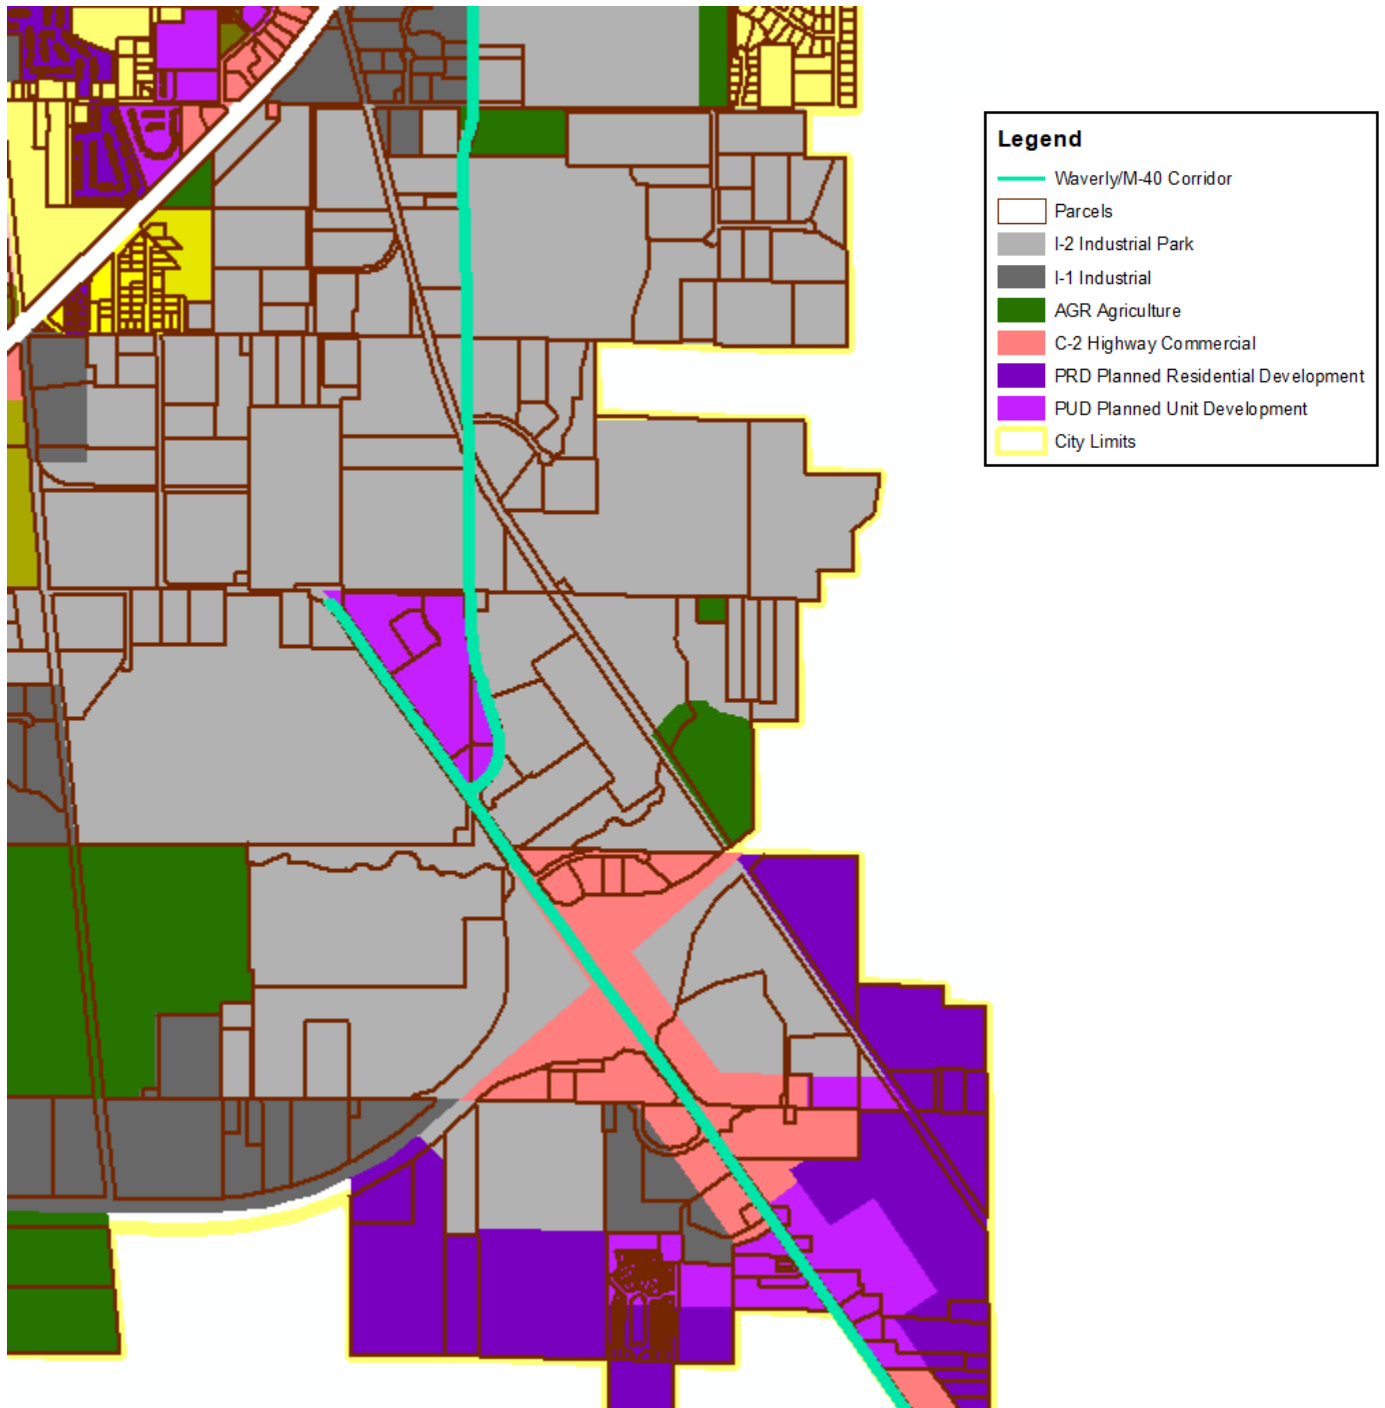 Legend
Waverly/M-40 Corridor
Parcels
I-2 Industrial Park
I-1 Industrial
AGR Agriculture
C-2 Highway Commercial
PRD Planned Residential Development
PUD Planned Unit Development
City Limits